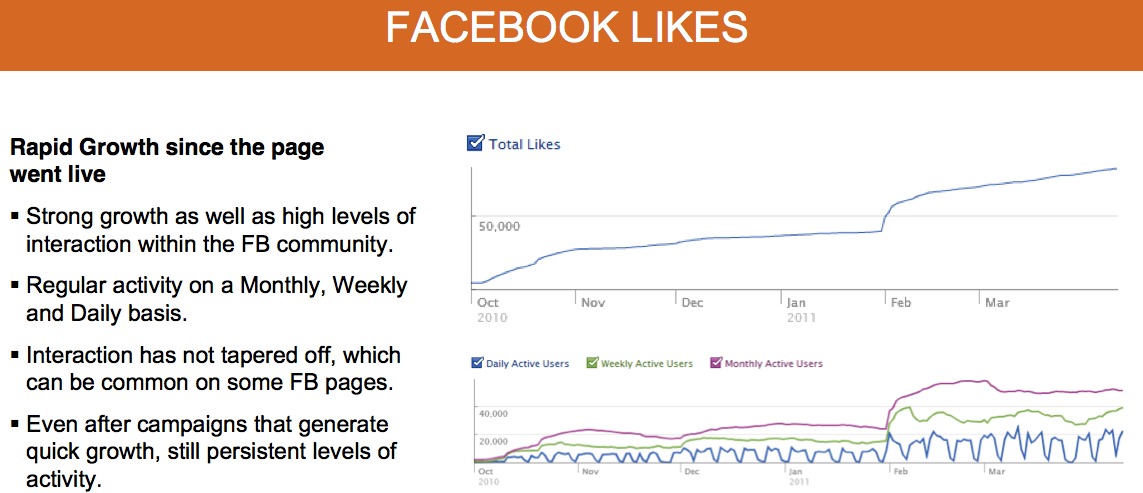 FACEBOOK LIKES
Rapid Growth since the page
went live
▪ Strong growth as well as high levels of
interaction within the FB community.
▪ Regular activity on a Monthly, Weekly
and Daily basis.
▪ Interaction has not tapered off, which
can be common on some FB pages.
▪ Even after campaigns that generate
quick growth, still persistent levels of
activity.
Total Likes
50,000
Oct Nov Dec Jan Feb Mar
2010 2011
Daily Active Users Weekly Active Users Monthly Active Users
40,000
20,000
Oct Nov Dec Jan Feb Mar
2010 2011